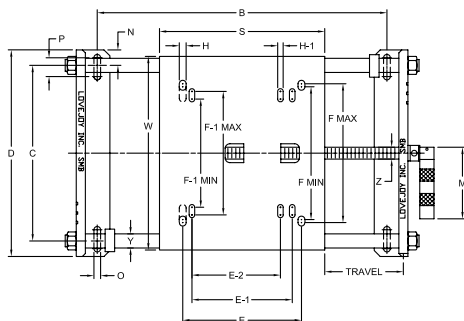 B
S
N
P
H
H-1
LOVEJOY INC. SMB
D
C
W
F-1 MAX
F MAX
F-1 MIN
F MIN
Z
LOVEJOY INC. SMB
M
Y
O
E-2
TRAVEL
E-1
E